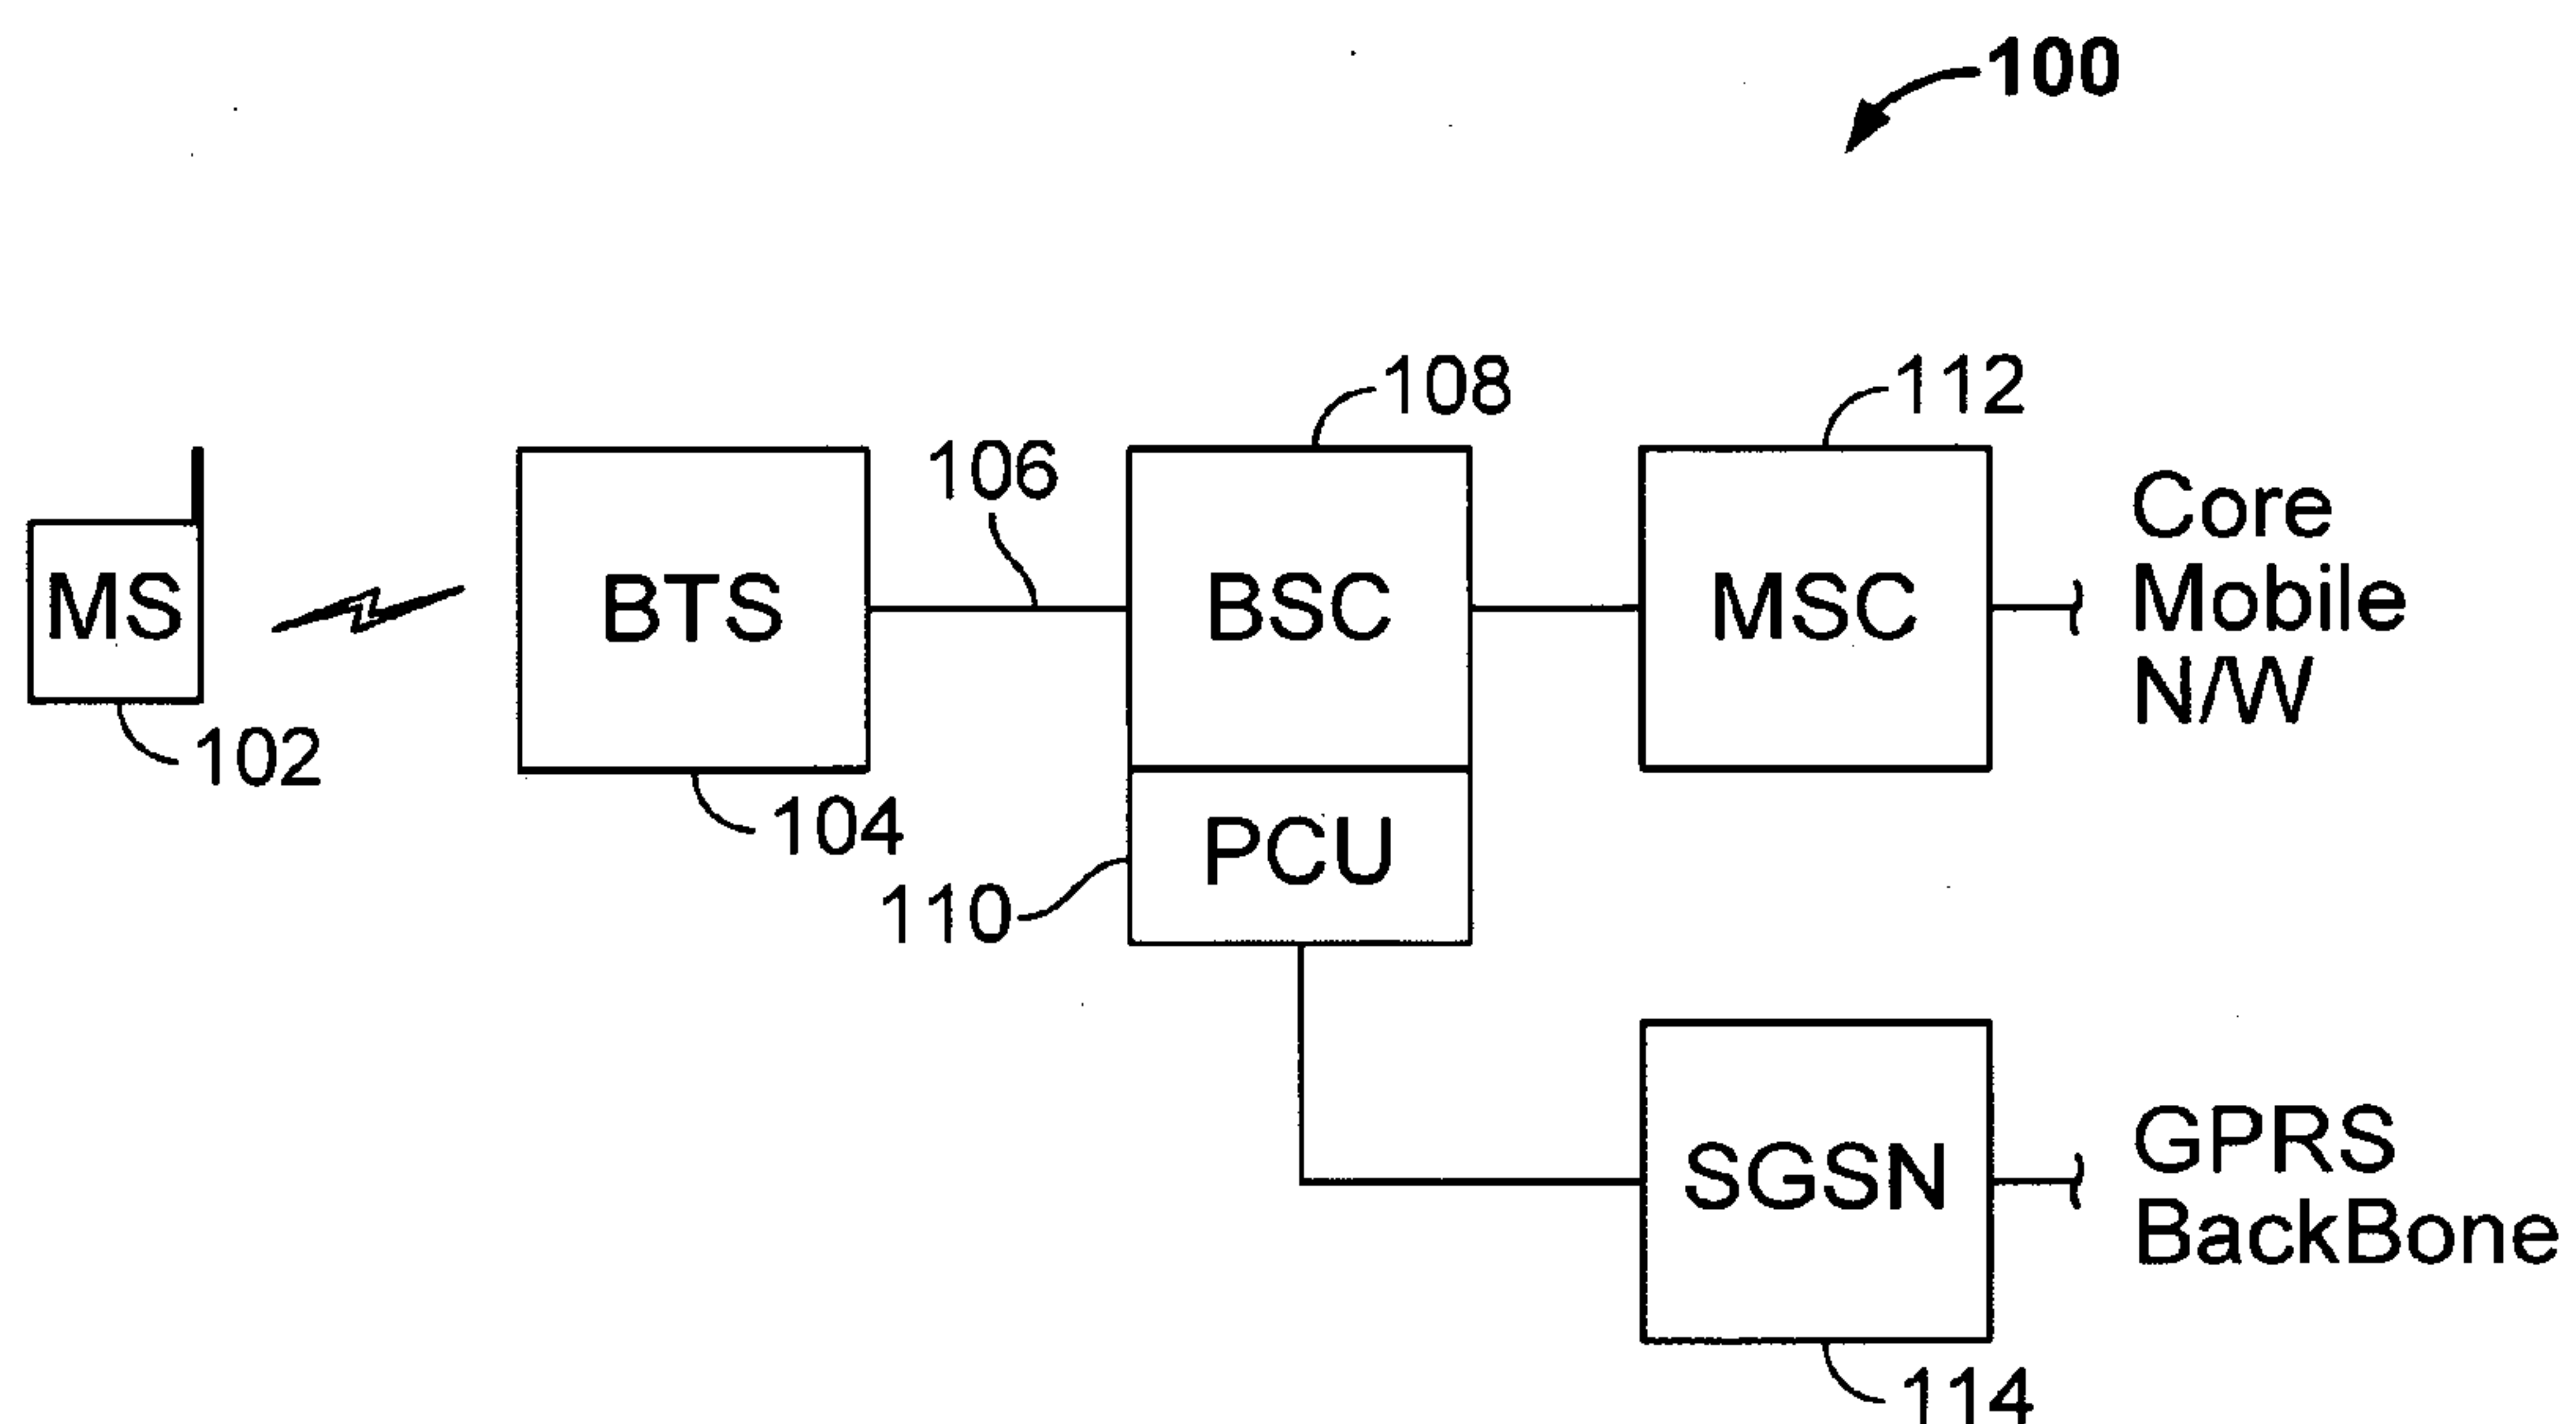 100
108
112
106
MS
BTS
BSC
MSC
Core
Mobile
N/W
102
104
PCU
110
SGSN
GPRS
BackBone
114